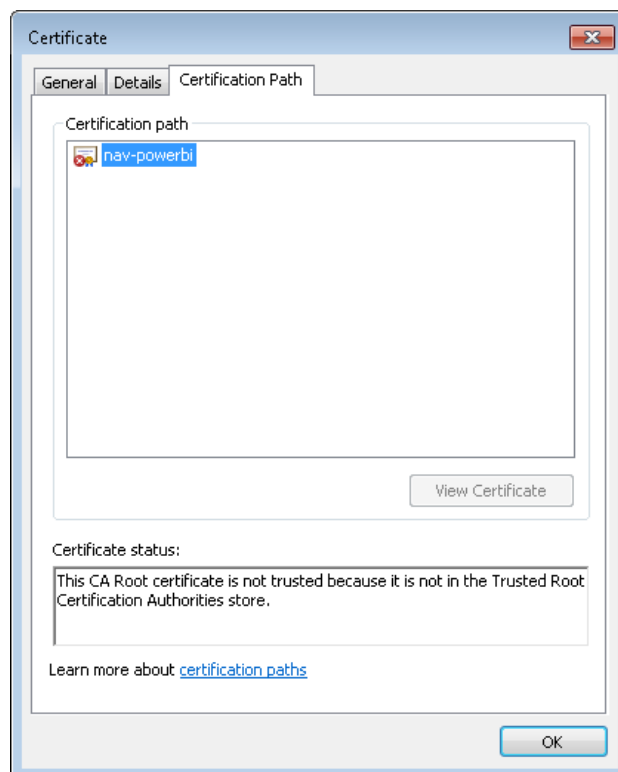 Certificate
General
Details
Certification Path
Certification path
nav-powerbi
View Certificate
Certificate status:
This CA Root certificate is not trusted because it is not in the Trusted Root
Certification Authorities store.
Learn more about certification paths
OK